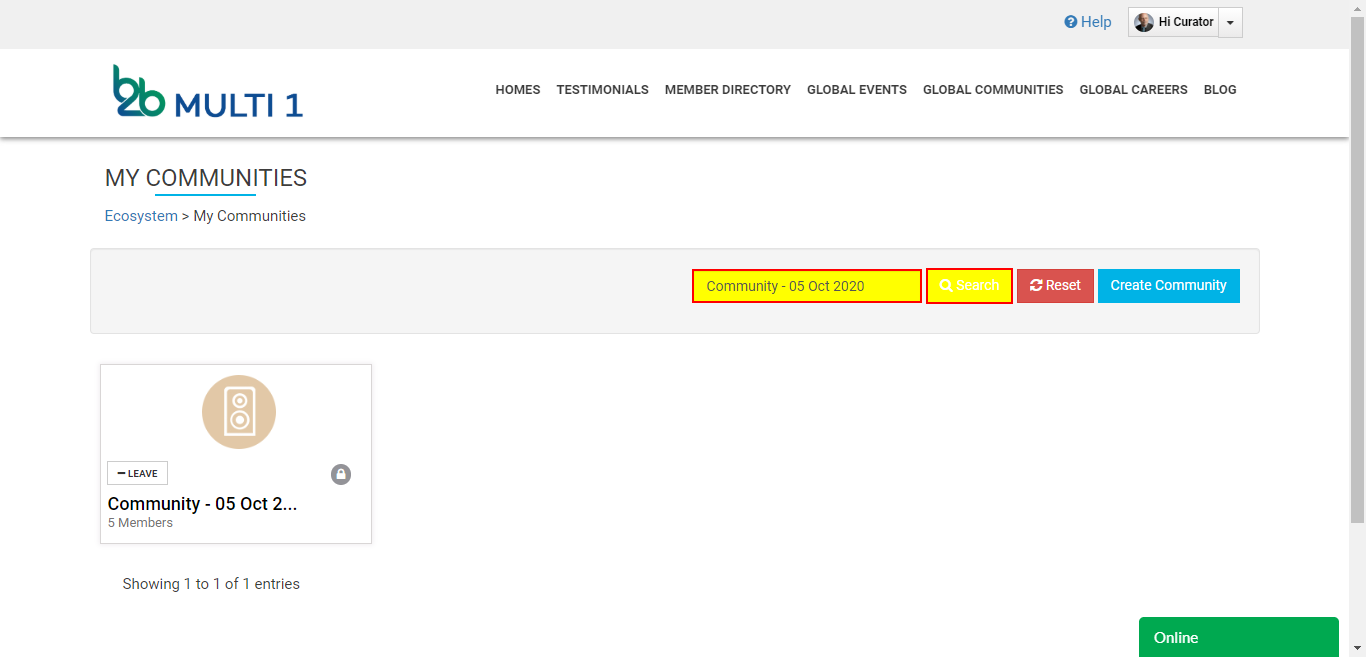 Help
Hi Curator
b2b MULTI 1
HOMES TESTIMONIALS MEMBER DIRECTORY GLOBAL EVENTS GLOBAL COMMUNITIES GLOBAL CAREERS BLOG
MY COMMUNITIES
Ecosystem > My Communities
Community - 05 Oct 2020 Search Reset Create Community
LEAVE
Community - 05 Oct 2...
5 Members
Showing 1 to 1 of 1 entries
Online